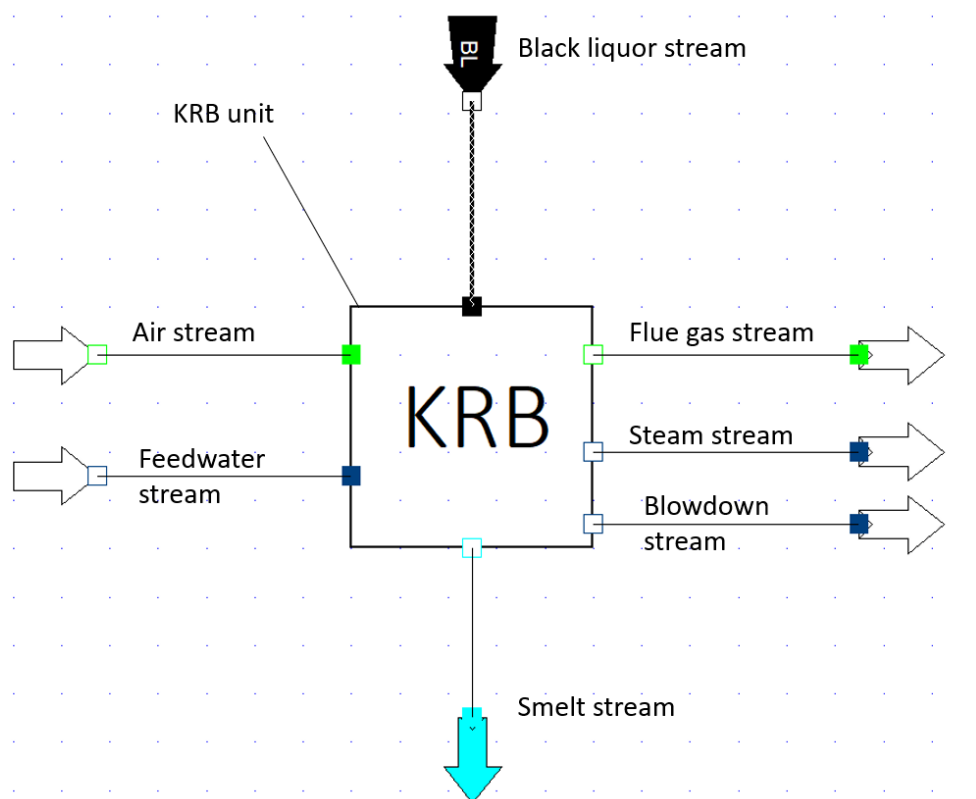 BL
Black liquor stream
KRB unit
Air stream
Flue gas stream
KRB
Steam stream
Feedwater
stream
Blowdown
stream
Smelt stream